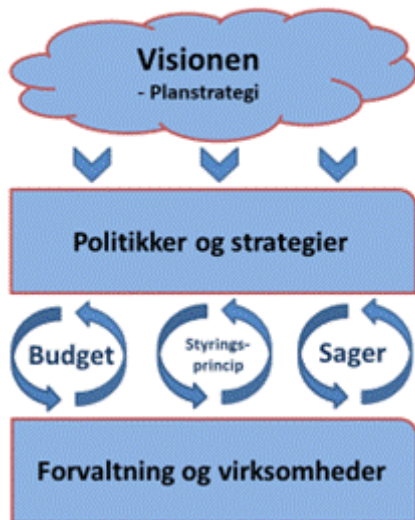 Visionen
- Planstrategi
Politikker og strategier
Budget
Styrings-
princip
Sager
Forvaltning og virksomheder